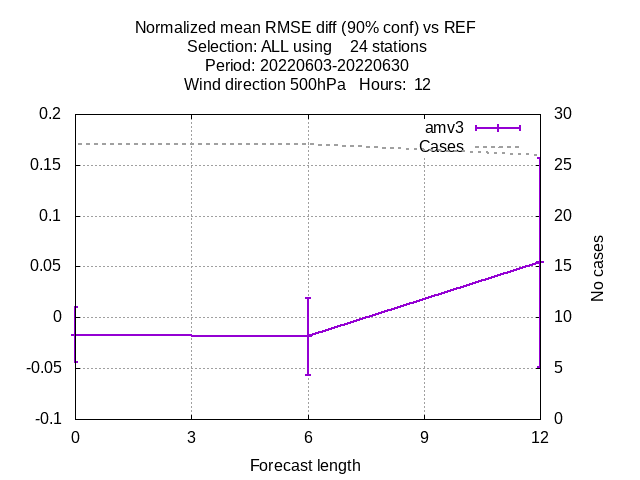 Normalized mean RMSE diff (90% conf) vs REF
Selection: ALL using    24 stations
Period: 20220603-20220630
Wind direction 500hPa   Hours:  12
0.2
0.15
0.1
0.05
0
-0.05
-0.1
30
25
20
15
10
5
0
amv3
Cases
No cases
0 3 6 9 12
Forecast length